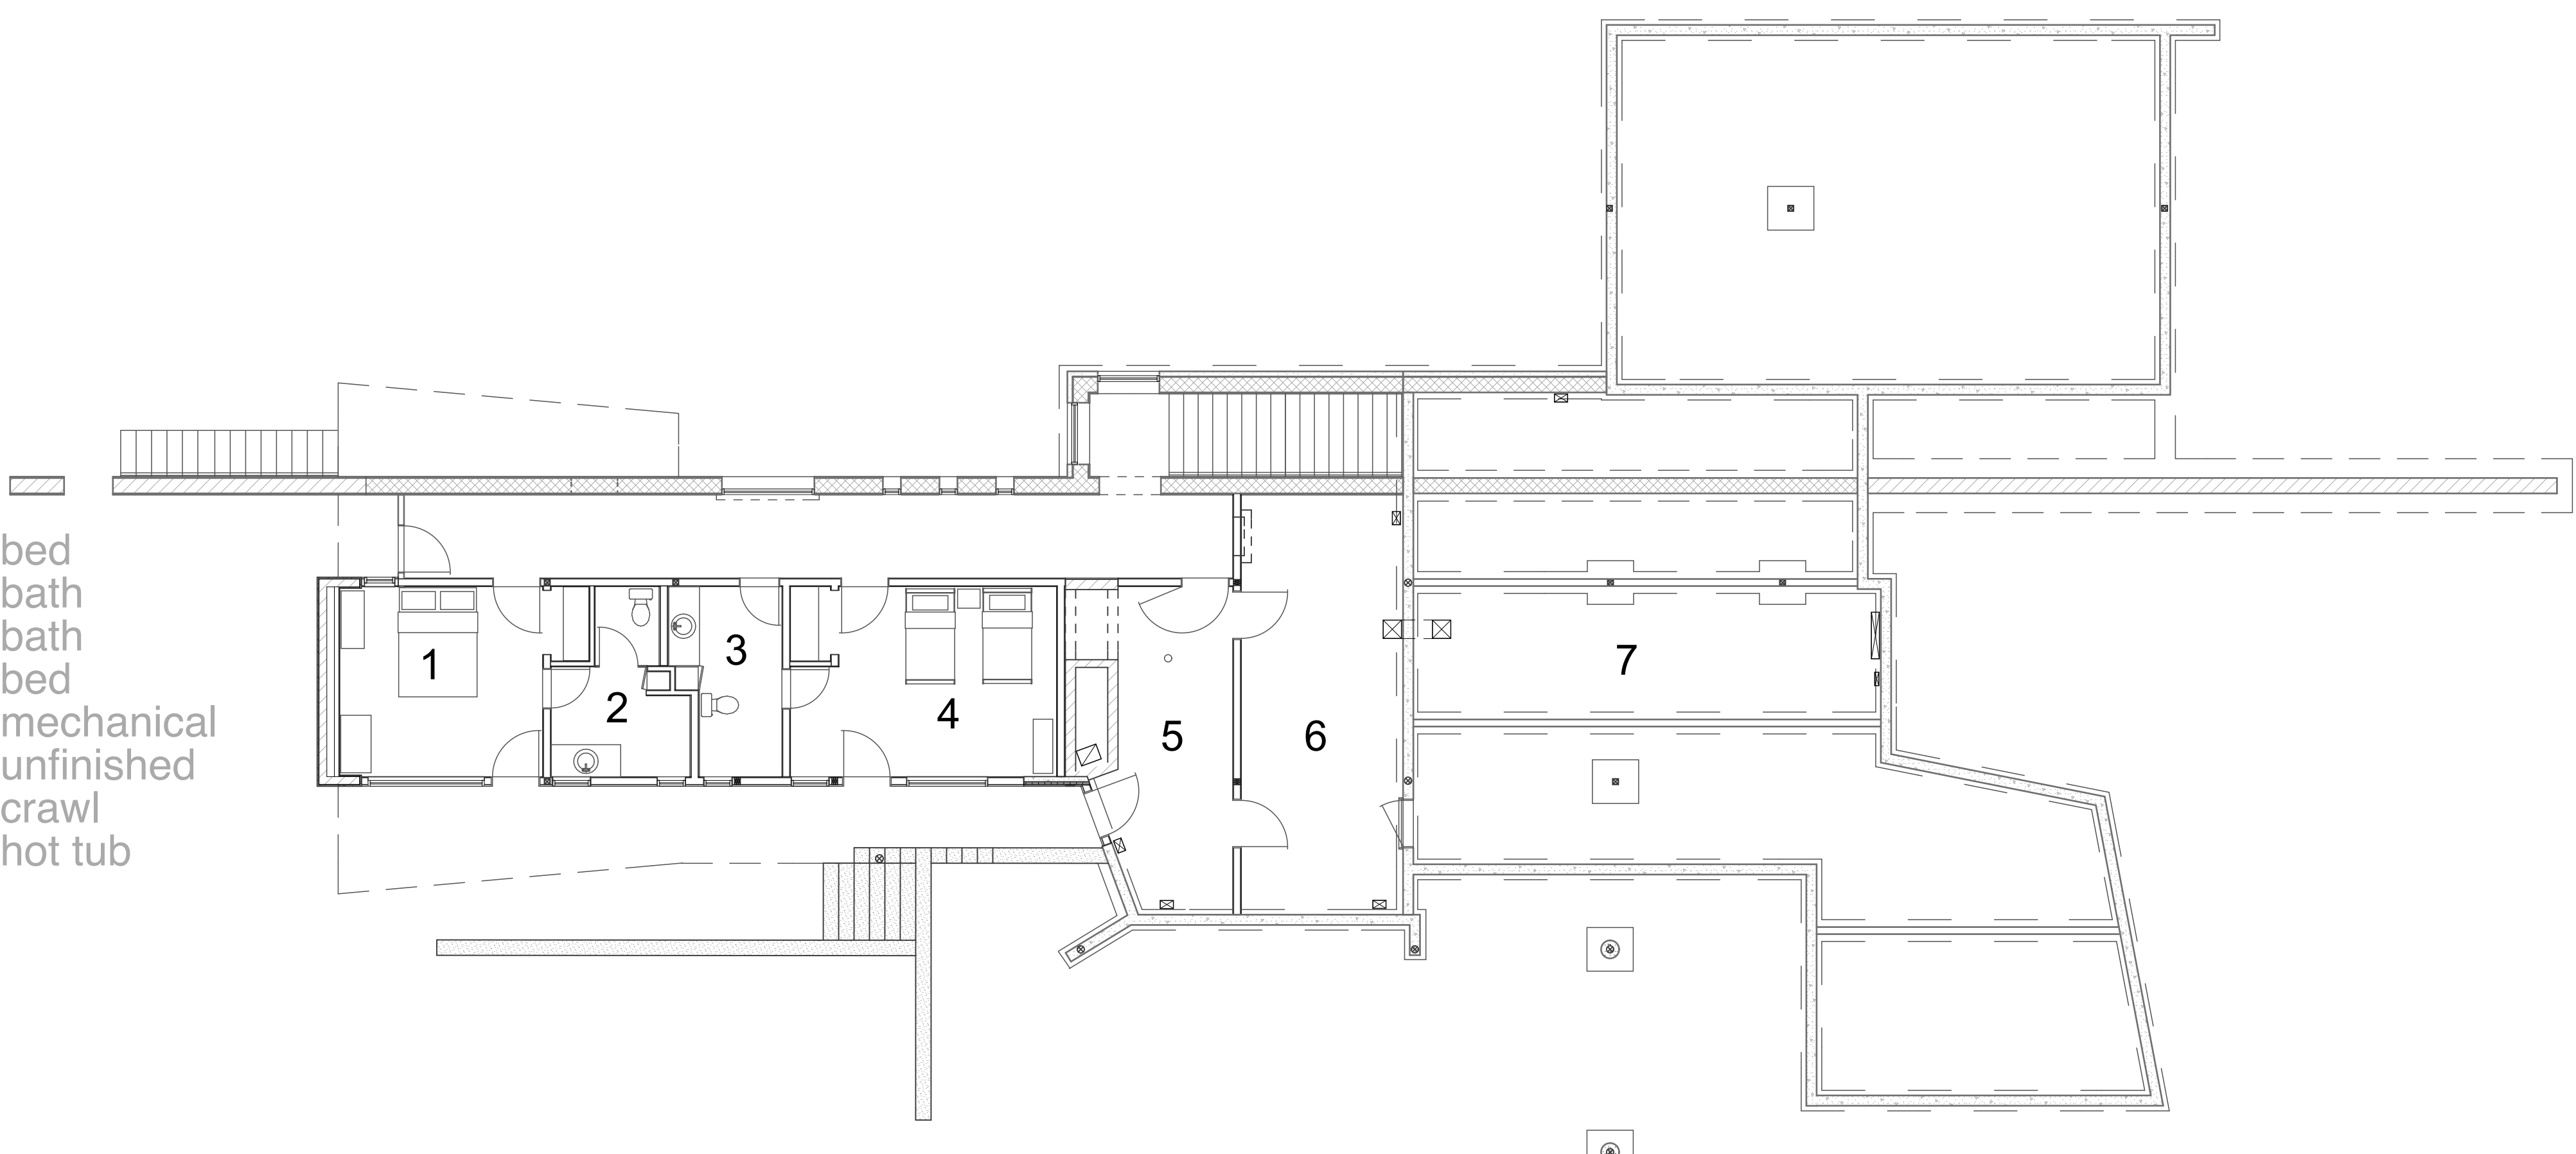 bed
bath
bath
bed
mechanical
unfinished
crawl
hot tub
1
2
3
4
5
6
7